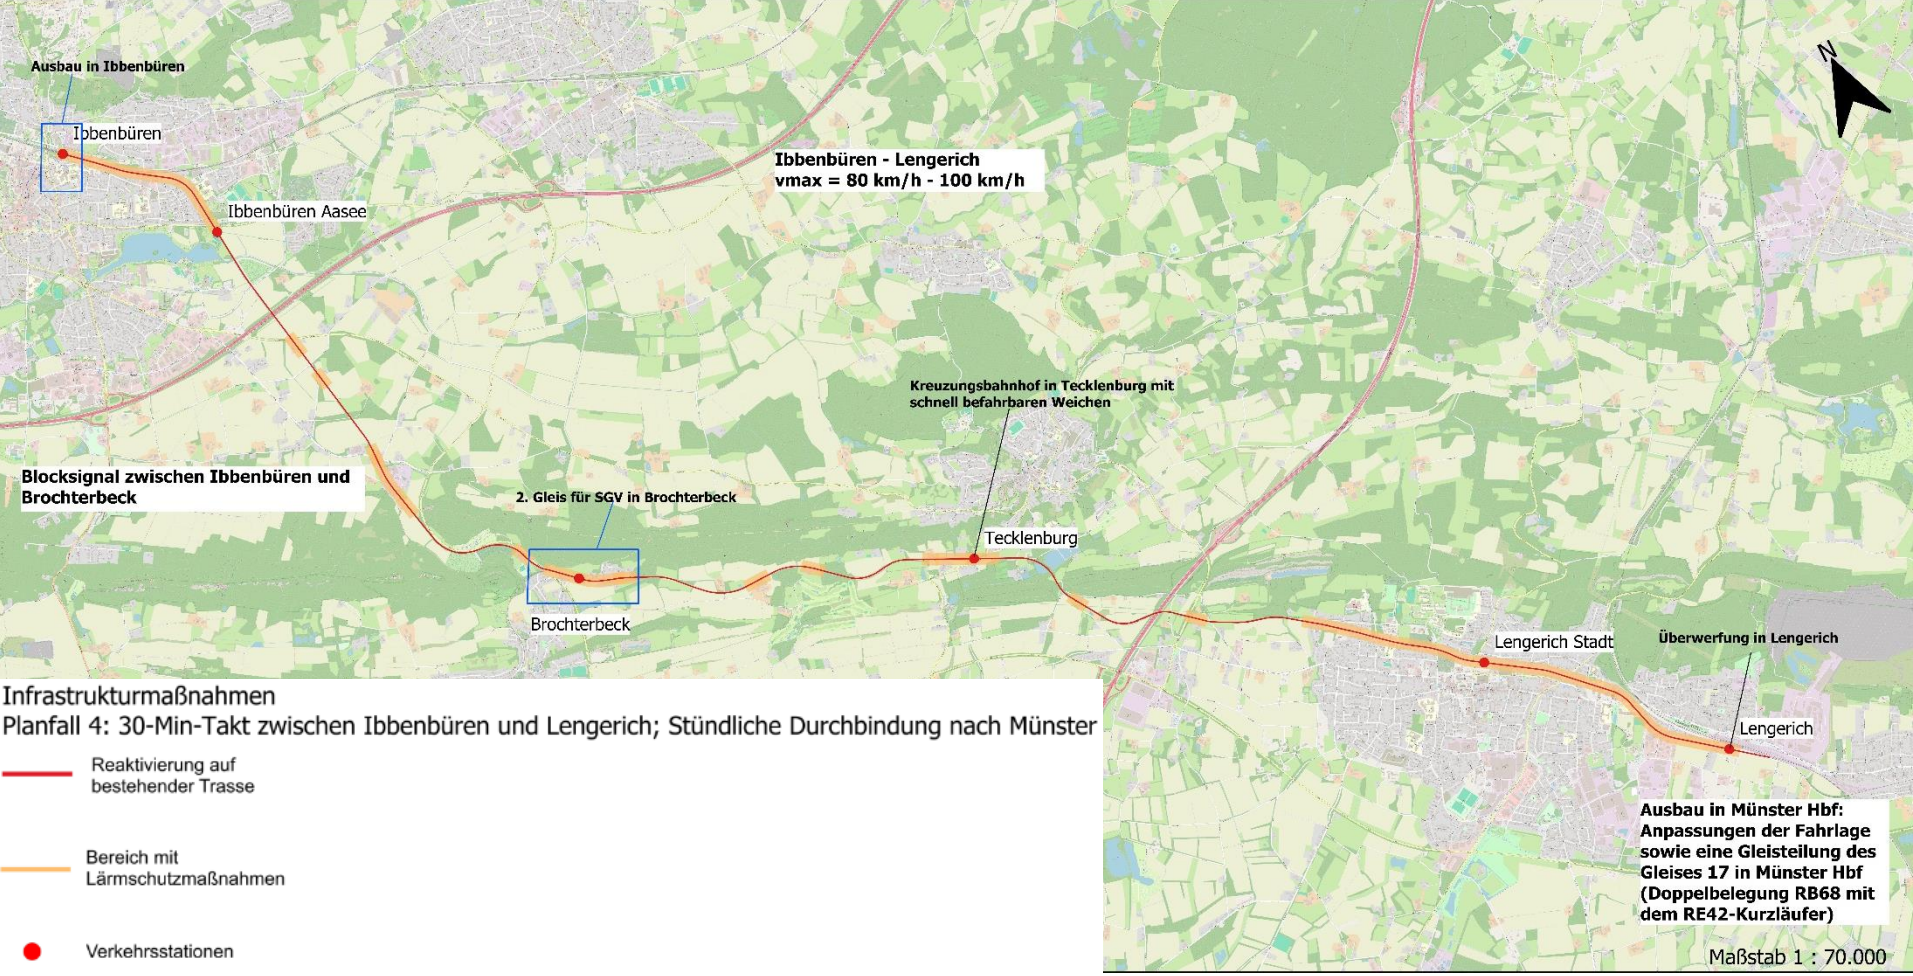 N
Ausbau in Ibbenbüren
Ibbenbüren
Ibbenbüren - Lengerich
vmax = 80 km/h - 100 km/h
Ibbenbüren Aasee
Kreuzungsbahnhof in Tecklenburg mit
schnell befahrbaren Weichen
Blocksignal zwischen Ibbenbüren und
Brochterbeck
2. Gleis für SGV in Brochterbeck
Tecklenburg
Brochterbeck
Lengerich Stadt
Überwerfung in Lengerich
Lengerich
Infrastrukturmaßnahmen
Planfall 4: 30-Min-Takt zwischen Ibbenbüren und Lengerich; Stündliche Durchbindung nach Münster
Reaktivierung auf
bestehender Trasse
Bereich mit
Lärmschutzmaßnahmen
Verkehrsstationen
Ausbau in Münster Hbf:
Anpassungen der Fahrlage
sowie eine Gleisteilung des
Gleises 17 in Münster Hbf
(Doppelbelegung RB68 mit
dem RE42-Kurzläufer)
Maßstab 1 : 70.000